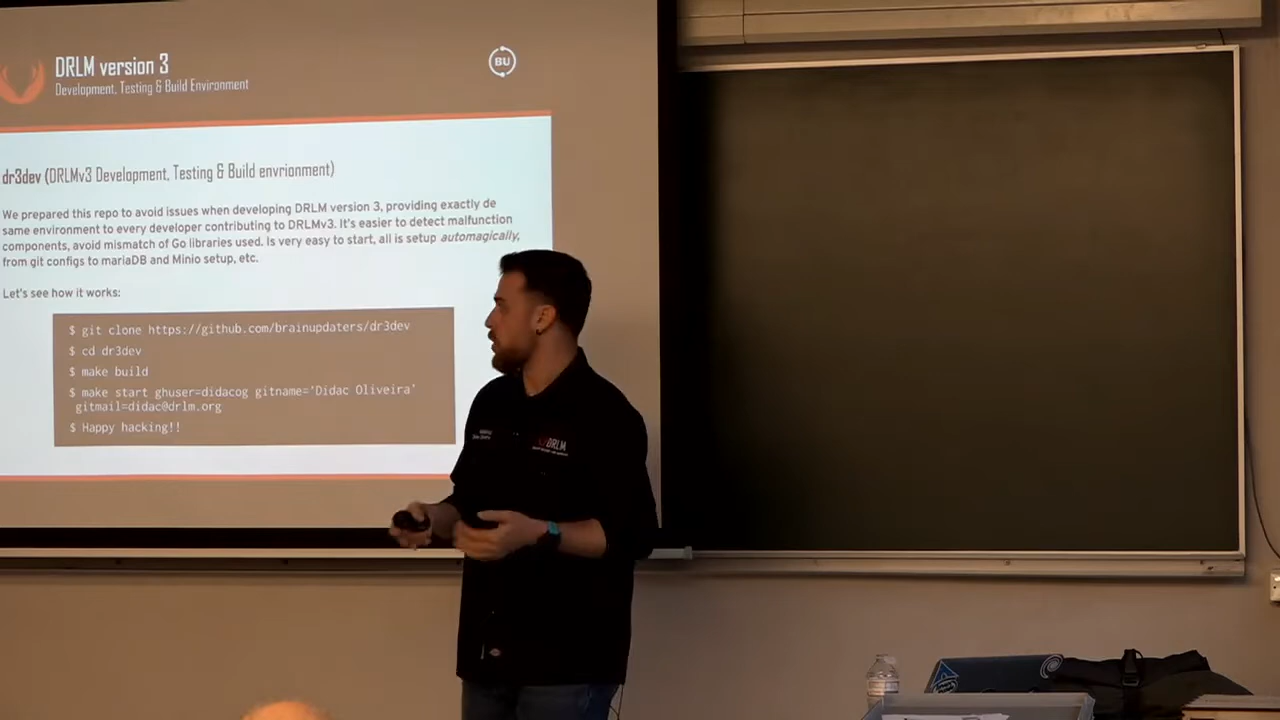 DRLM version 3
Development, Testing & Build Environment
BU
dr3dev (DRLMv3 Development, Testing & Build envrionment)
We prepared this repo to avoid issues when developing DRLM version 3, providing exactly de
same environment to every developer contributing to DRLMv3. It's easier to detect malfunction
components, avoid mismatch of Go libraries used. Is very easy to start, all is setup automagically,
from git configs to mariaDB and Minio setup, etc.
Let's see how it works:
$ git clone https://github.com/brainupdaters/dr3dev
$ cd dr3dev
$ make build
$ make start ghuser=didacog gitname='Didac Oliveira'
gitmail=didac@drlm.org
$ Happy hacking!!
DRLM